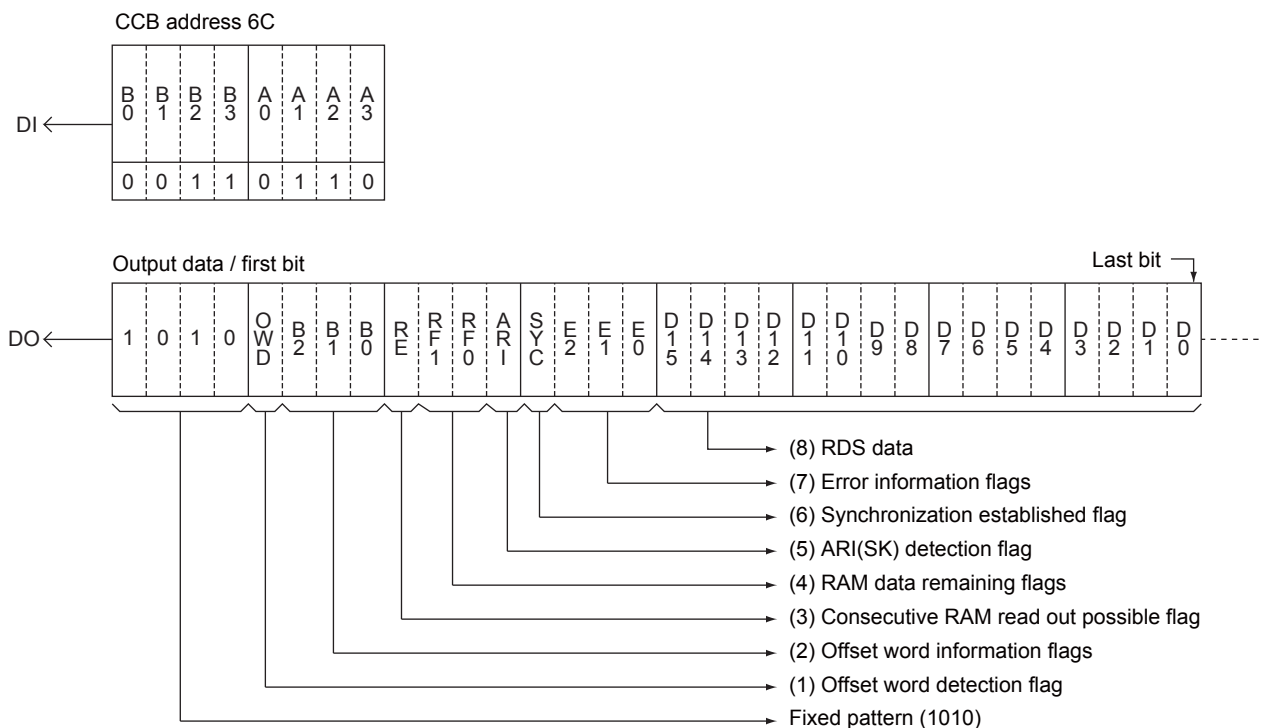 CCB address 6C
B0 B1 B2 B3 A0 A1 A2 A3
DI
0 0 1 1 0 1 1 0
Output data / first bit
Last bit
DO
1 0 1 0 OWD B2 B1 B0 RE RF1 RF0 ARI SYC E2 E1 E0 D15 D14 D13 D12 D11 D10 D9 D8 D7 D6 D5 D4 D3 D2 D1 D0
(8) RDS data
(7) Error information flags
(6) Synchronization established flag
(5) ARI(SK) detection flag
(4) RAM data remaining flags
(3) Consecutive RAM read out possible flag
(2) Offset word information flags
(1) Offset word detection flag
Fixed pattern (1010)